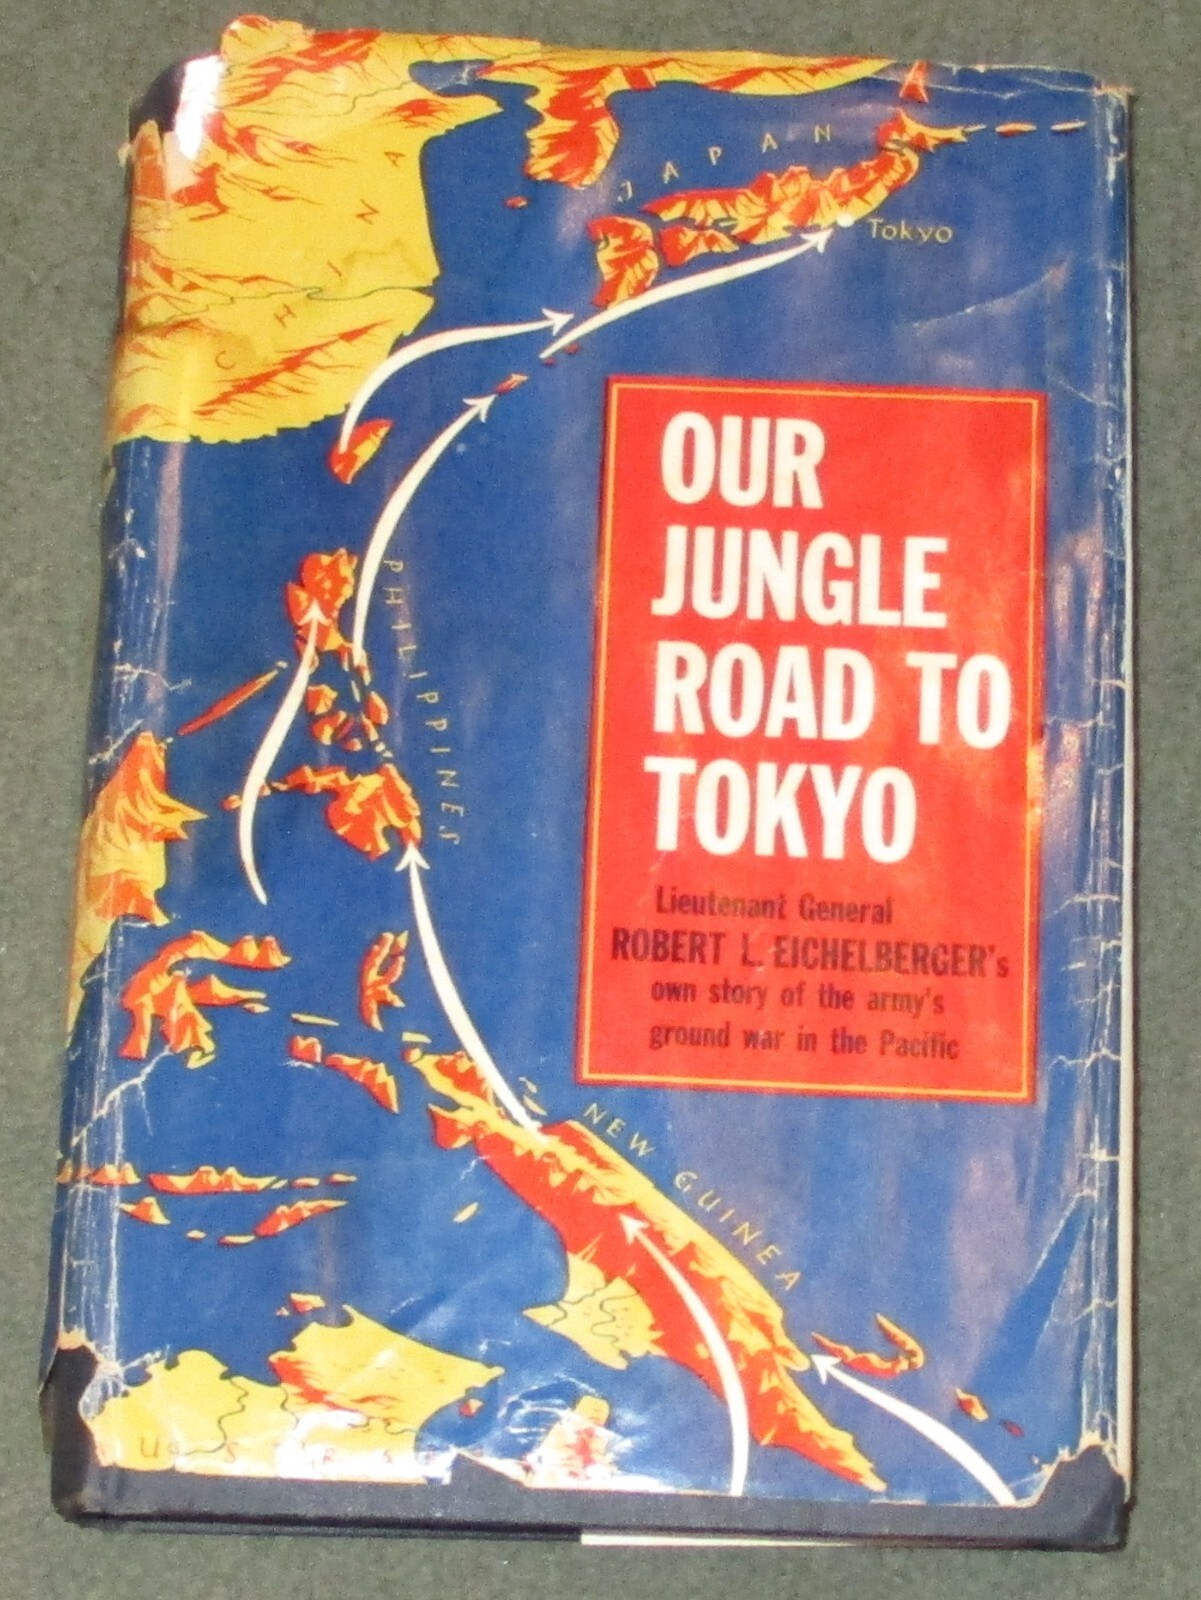 JAPAN
Tokyo
CHINA
OUR
JUNGLE
ROAD TO
TOKYO
PHILIPPINES
Lieutenant General
ROBERT L. EICHELBERGER's
own story of the army's
ground war in the Pacific
NEW GUINEA